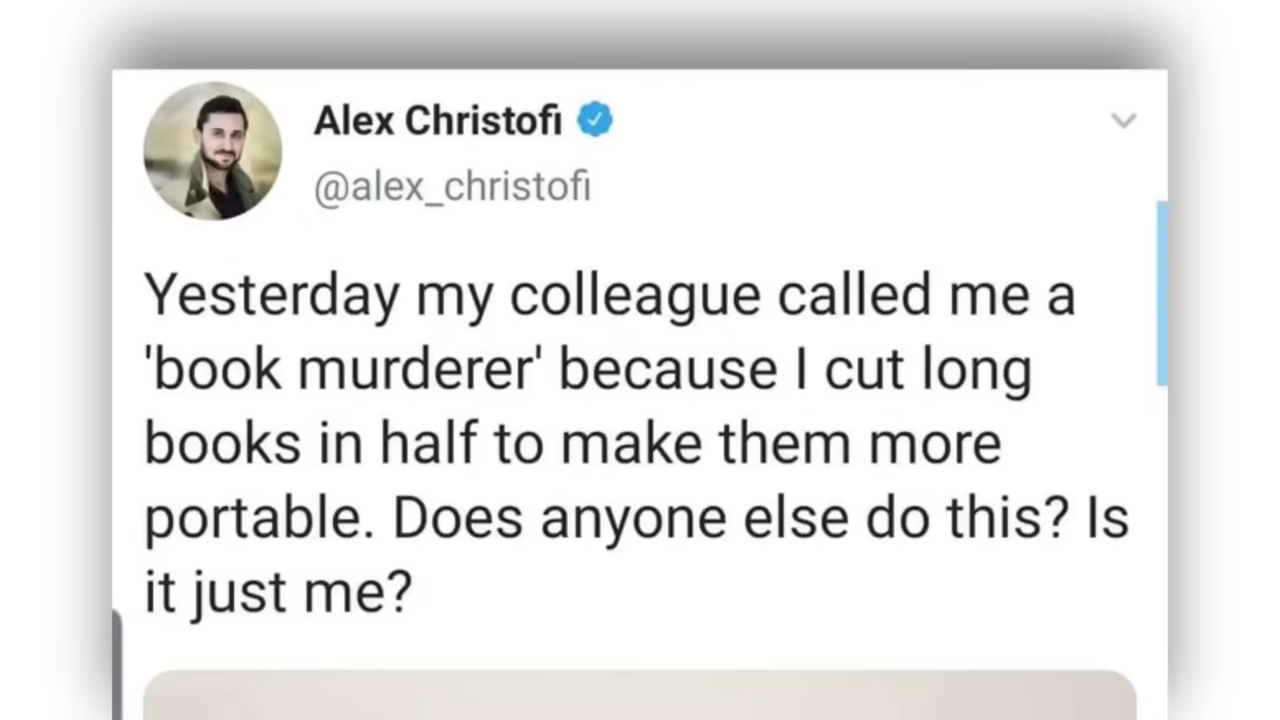 Alex Christofi
@alex_christofi
Yesterday my colleague called me a
'book murderer' because I cut long
books in half to make them more
portable. Does anyone else do this? Is
it just me?